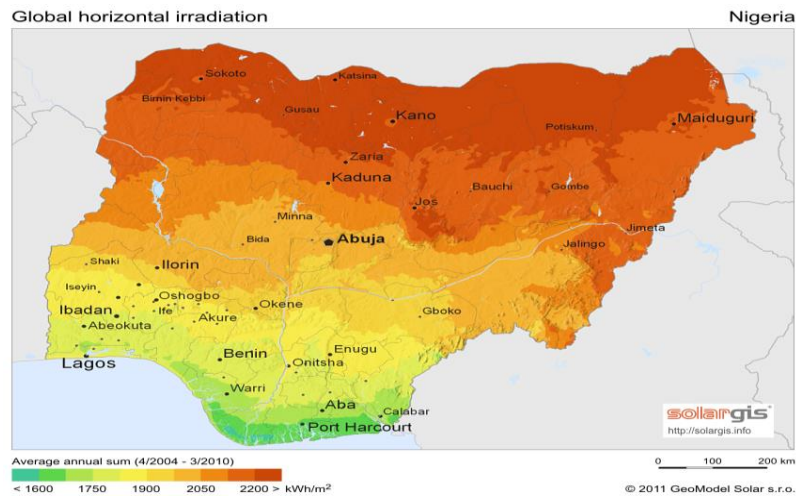 Global horizontal irradiation
Nigeria
Sokoto
Katsina
Birnin Kebbi
Gusau
Kano
Potiskum
Maiduguri
Zaria
Kaduna
Bauchi
Gombe
Jos
Minna
Jimeta
Bida
Abuja
Jalingo
Shaki
Ilorin
Iseyin
Oshogbo
Ibadan
Ife
Okene
Gboko
Abeokuta
Akure
Lagos
Benin
Enugu
Onitsha
Warri
Aba
Calabar
Port Harcourt
solargis
http://solargis.info
Average annual sum (4/2004 - 3/2010)
0 100 200 km
< 1600 1750 1900 2050 2200 > kWh/m²
© 2011 GeoModel Solar s.r.o.